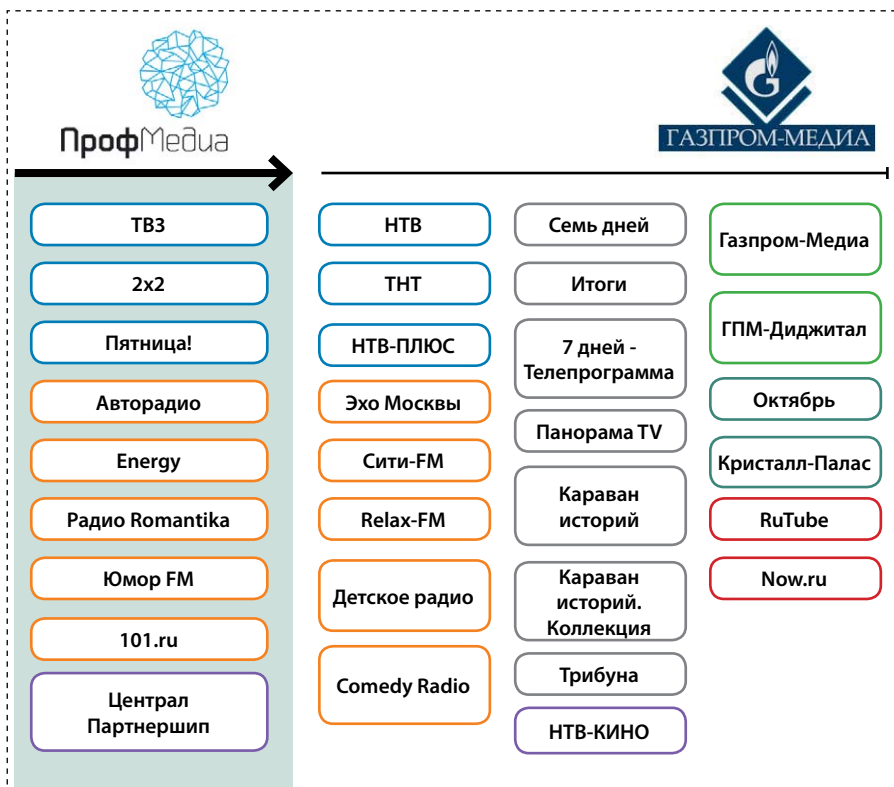 ПрофМедиа
ГАЗПРОМ-МЕДИА
ТВ3
2x2
Пятница!
Авторадио
Energy
Радио Romantika
Юмор FM
101.ru
Централ
Партнершип
НТВ
ТНТ
НТВ-ПЛЮС
Эхо Москвы
Сити-FM
Relax-FM
Детское радио
Comedy Radio
Семь дней
Итоги
7 дней -
Телепрограмма
Панорама TV
Караван
историй
Караван
историй.
Коллекция
Трибуна
НТВ-КИНО
Газпром-Медиа
ГПМ-Диджитал
Октябрь
Кристалл-Палас
RuTube
Now.ru